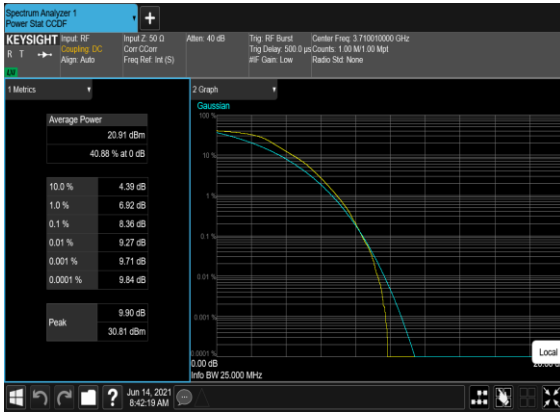 Spectrum Analyzer 1
Power Stat CCDF
KEYSIGHT
R T
Input: RF
Coupling: DC
Align: Auto
Input Z: 50 Ω
Corr CCorr
Freq Ref: Int (S)
Atten: 40 dB
Trig: RF Burst
Trig Delay: 500.0 µs
#IF Gain: Low
Center Freq: 3.710010000 GHz
Counts: 1.00 M/1.00 Mpt
Radio Std: None
1 Metrics
Average Power
20.91 dBm
40.88 % at 0 dB
10.0 % 4.39 dB
1.0 % 6.92 dB
0.1 % 8.36 dB
0.01 % 9.27 dB
0.001 % 9.71 dB
0.0001 % 9.84 dB
Peak
9.90 dB
30.81 dBm
2 Graph
Gaussian
100 %
10 %
1 %
0.1 %
0.01 %
0.001 %
0.0001 %
0.00 dB
Info BW 25.000 MHz
Local
?
Jun 14, 2021
8:42:19 AM